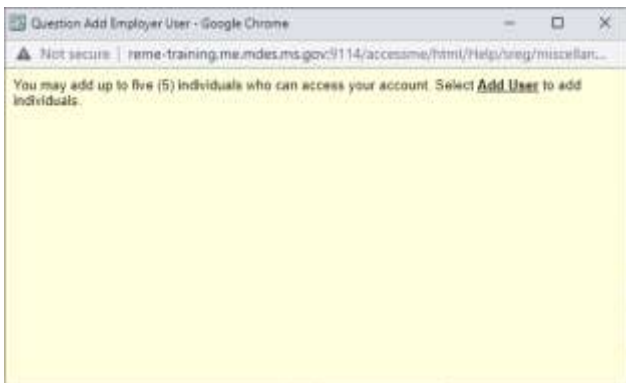 Question Add Employer User - Google Chrome
Not secure | reme-training.me.mdes.ms.gov:9114/accessme/html/Help/sreg/miscellan...
You may add up to five (5) individuals who can access your account. Select Add User to add
individuals.